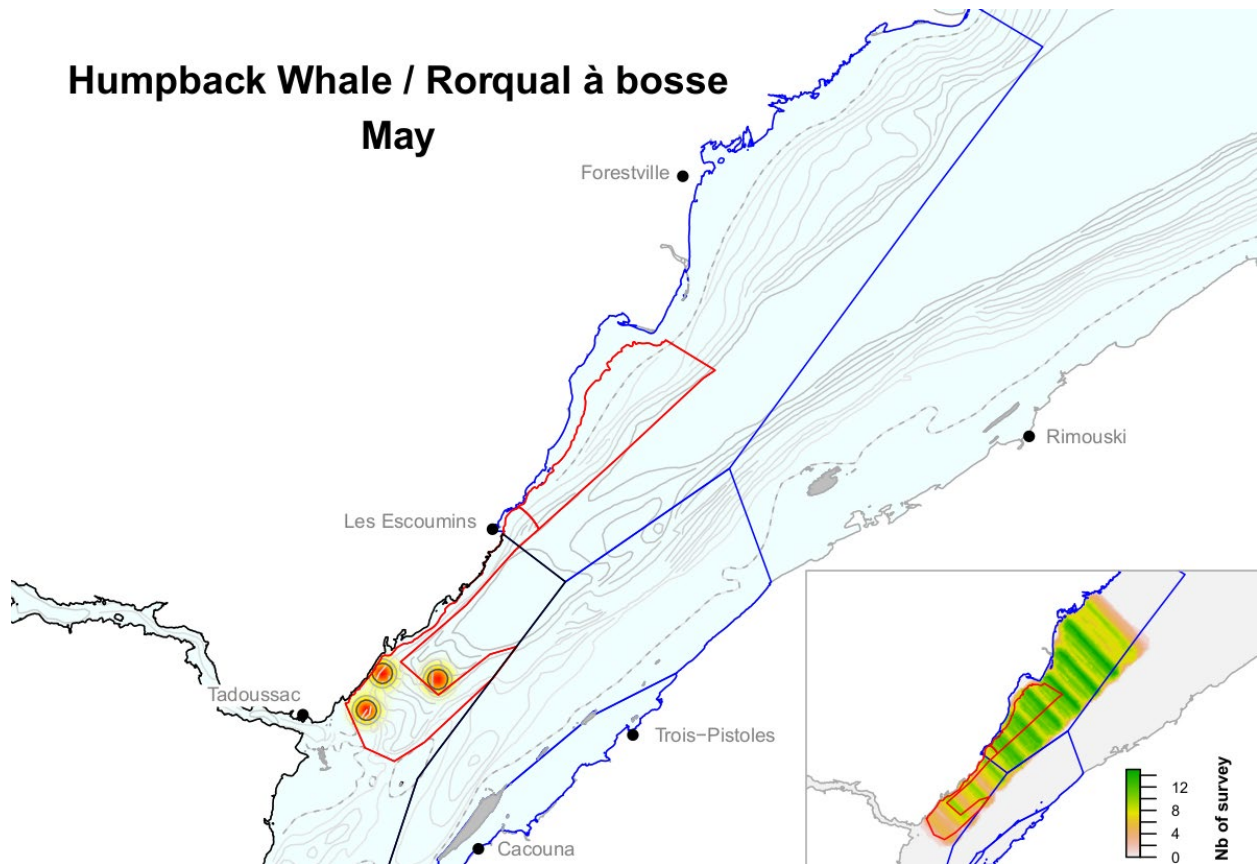 Humpback Whale / Rorqual à bosse
May
Forestville
Rimouski
Les Escoumins
Tadoussac
Trois−Pistoles
Cacouna
12
8
4
0
Nb of survey